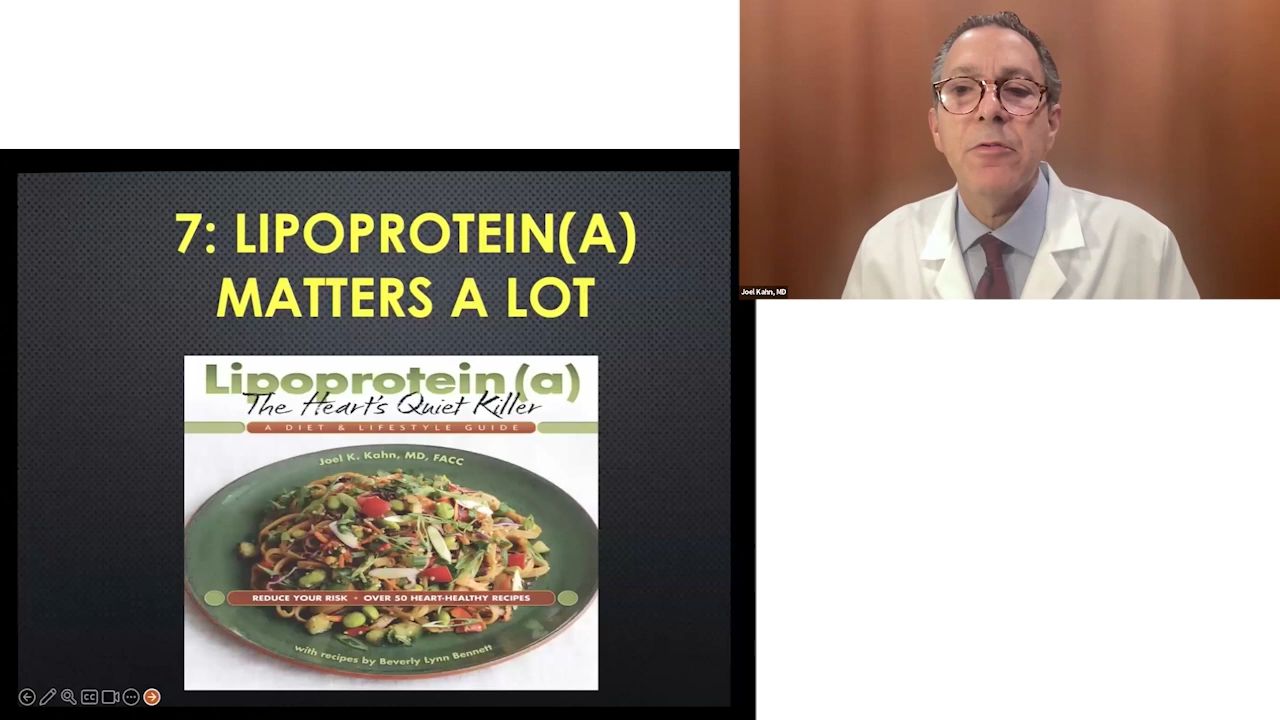 7: LIPOPROTEIN(A)
MATTERS A LOT
Lipoprotein (a)
The Heart's Quiet Killer
A DIET & LIFESTYLE GUIDE
Joel K. Kahn, MD, FACC
REDUCE YOUR RISK • OVER 50 HEART-HEALTHY RECIPES
with recipes by Beverly Lynn Bennett
CC
Joel Kahn, MD